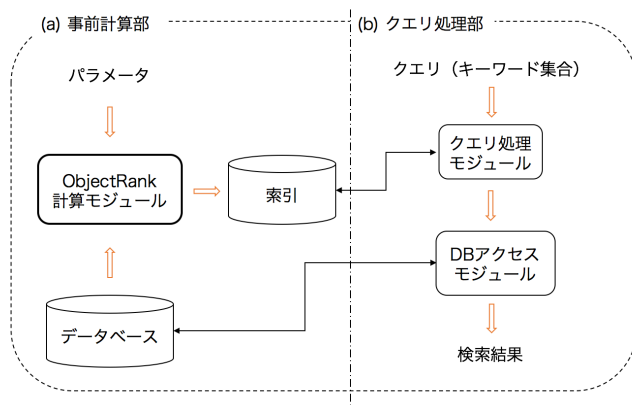 (a) 事前計算部
パラメータ
ObjectRank
計算モジュール
索引
データベース
(b) クエリ処理部
クエリ（キーワード集合）
クエリ処理
モジュール
DBアクセス
モジュール
検索結果